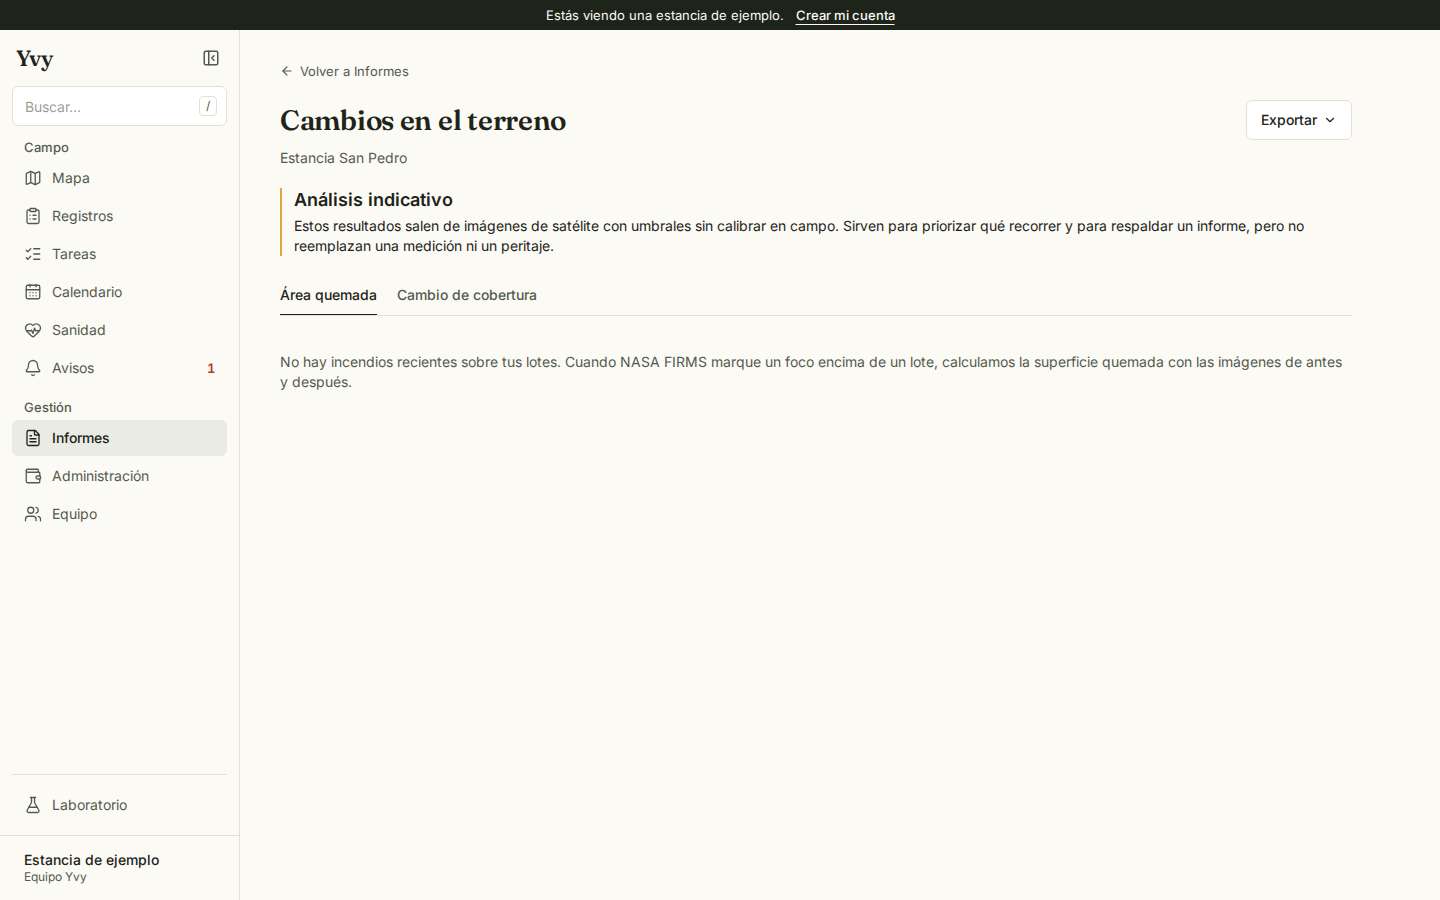 Estás viendo una estancia de ejemplo. Crear mi cuenta
Yvy
Buscar...
/
Campo
Mapa
Registros
Tareas
Calendario
Sanidad
Avisos 1
Gestión
Informes
Administración
Equipo
Laboratorio
Estancia de ejemplo
Equipo Yvy
Volver a Informes
Cambios en el terreno
Exportar
Estancia San Pedro
Análisis indicativo
Estos resultados salen de imágenes de satélite con umbrales sin calibrar en campo. Sirven para priorizar qué recorrer y para respaldar un informe, pero no
reemplazan una medición ni un peritaje.
Área quemada Cambio de cobertura
No hay incendios recientes sobre tus lotes. Cuando NASA FIRMS marque un foco encima de un lote, calculamos la superficie quemada con las imágenes de antes
y después.